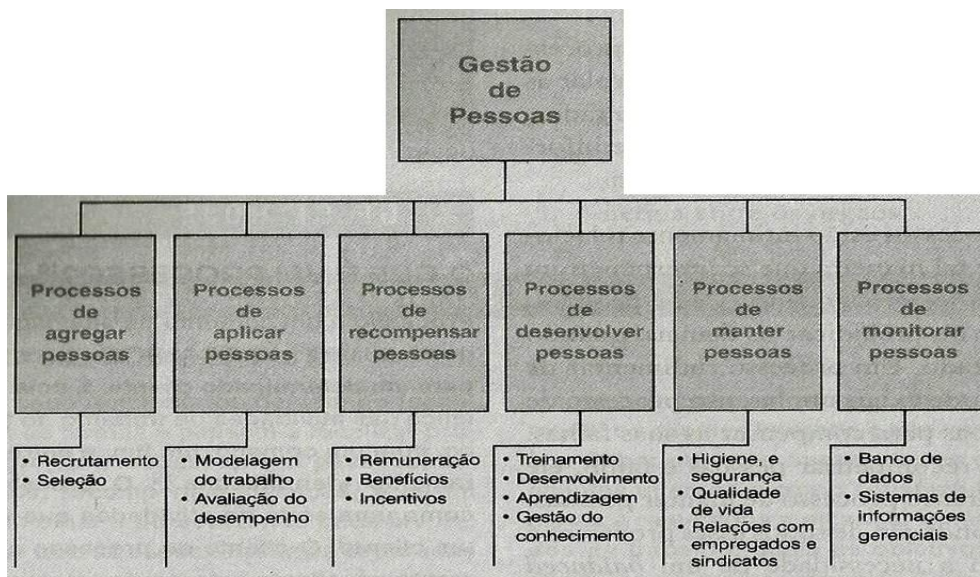 Gestão
de
Pessoas
Processos
de
agregar
pessoas
Processos
de
aplicar
pessoas
Processos
de
recompensar
pessoas
Processos
de
desenvolver
pessoas
Processos
de
manter
pessoas
Processos
de
monitorar
pessoas
• Recrutamento
• Seleção
• Modelagem
do trabalho
• Avaliação do
desempenho
• Remuneração
• Benefícios
• Incentivos
• Treinamento
• Desenvolvimento
• Aprendizagem
• Gestão do
conhecimento
• Higiene, e
segurança
• Qualidade
de vida
• Relações com
empregados e
sindicatos
• Banco de
dados
• Sistemas de
informações
gerenciais